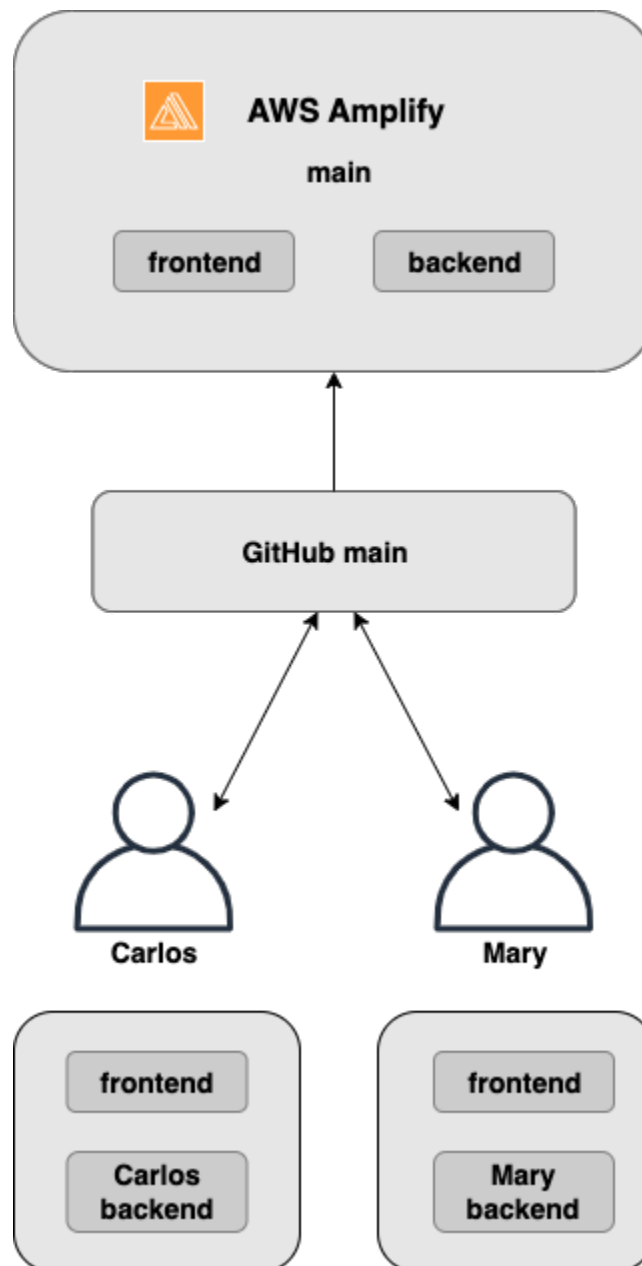 AWS Amplify
main
frontend
backend
GitHub main
Carlos
Mary
frontend
Carlos
backend
frontend
Mary
backend